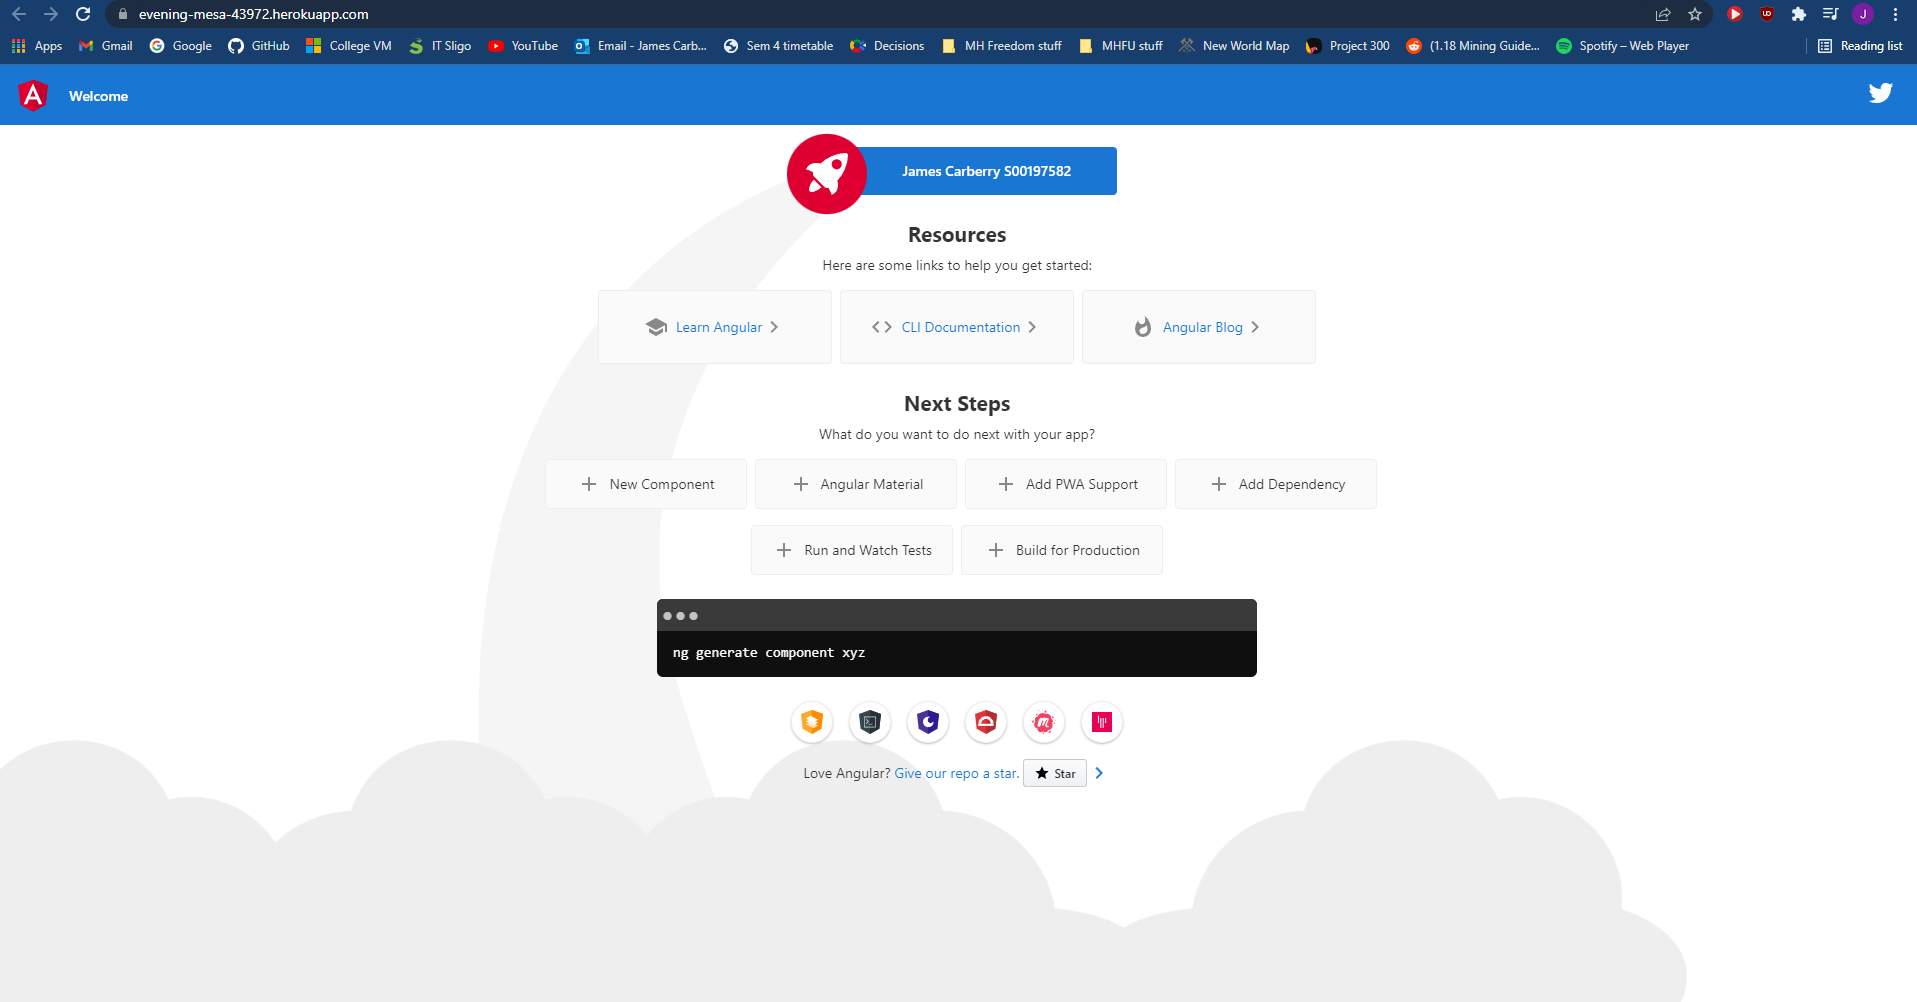 evening-mesa-43972.herokuapp.com
J
Apps Gmail Google GitHub College VM IT Sligo YouTube Email - James Carb... Sem 4 timetable Decisions MH Freedom stuff MHFU stuff New World Map Project 300 (1.18 Mining Guide... Spotify – Web Player Reading list
Welcome
James Carberry S00197582
Resources
Here are some links to help you get started:
Learn Angular CLI Documentation Angular Blog
Next Steps
What do you want to do next with your app?
New Component Angular Material Add PWA Support Add Dependency
Run and Watch Tests Build for Production
ng generate component xyz
Love Angular? Give our repo a star. Star